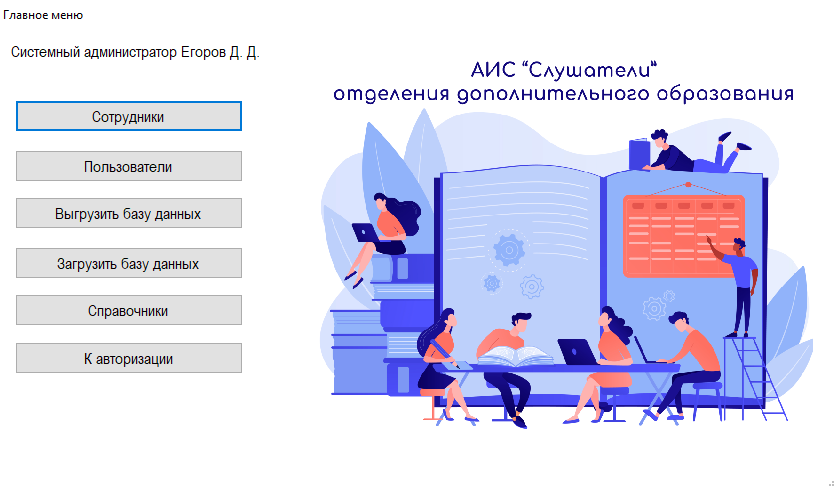 Главное меню
Системный администратор Егоров Д. Д.
АИС “Слушатели”
отделения дополнительного образования
Сотрудники
Пользователи
Выгрузить базу данных
Загрузить базу данных
Справочники
К авторизации